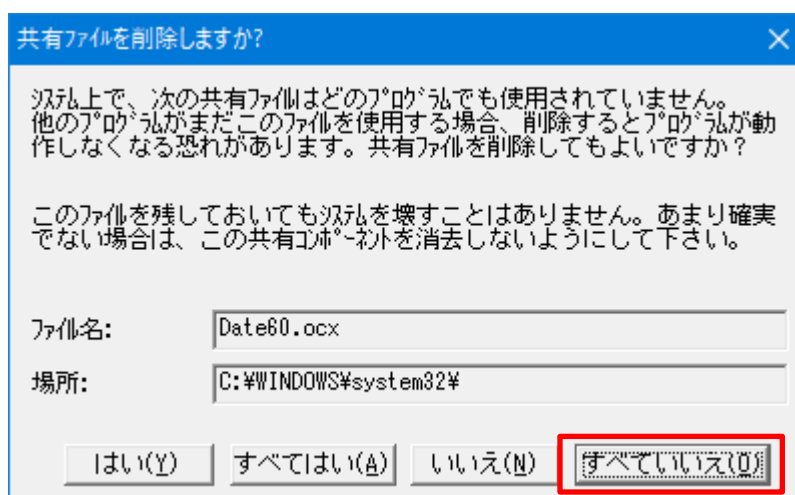 共有ﾌｧｲﾙを削除しますか?
ｼｽﾃﾑ上で、次の共有ﾌｧｲﾙはどのﾌﾟﾛｸﾞﾗﾑでも使用されていません。
他のﾌﾟﾛｸﾞﾗﾑがまだこのﾌｧｲﾙを使用する場合、削除するとﾌﾟﾛｸﾞﾗﾑが動
作しなくなる恐れがあります。共有ﾌｧｲﾙを削除してもよいですか？
このﾌｧｲﾙを残しておいてもｼｽﾃﾑを壊すことはありません。あまり確実
でない場合は、この共有ｺﾝﾎﾟｰﾈﾝﾄを消去しないようにして下さい。
ﾌｧｲﾙ名: Date60.ocx
場所: C:¥WINDOWS¥system32¥
はい(Y) すべてはい(A) いいえ(N) すべていいえ(O)